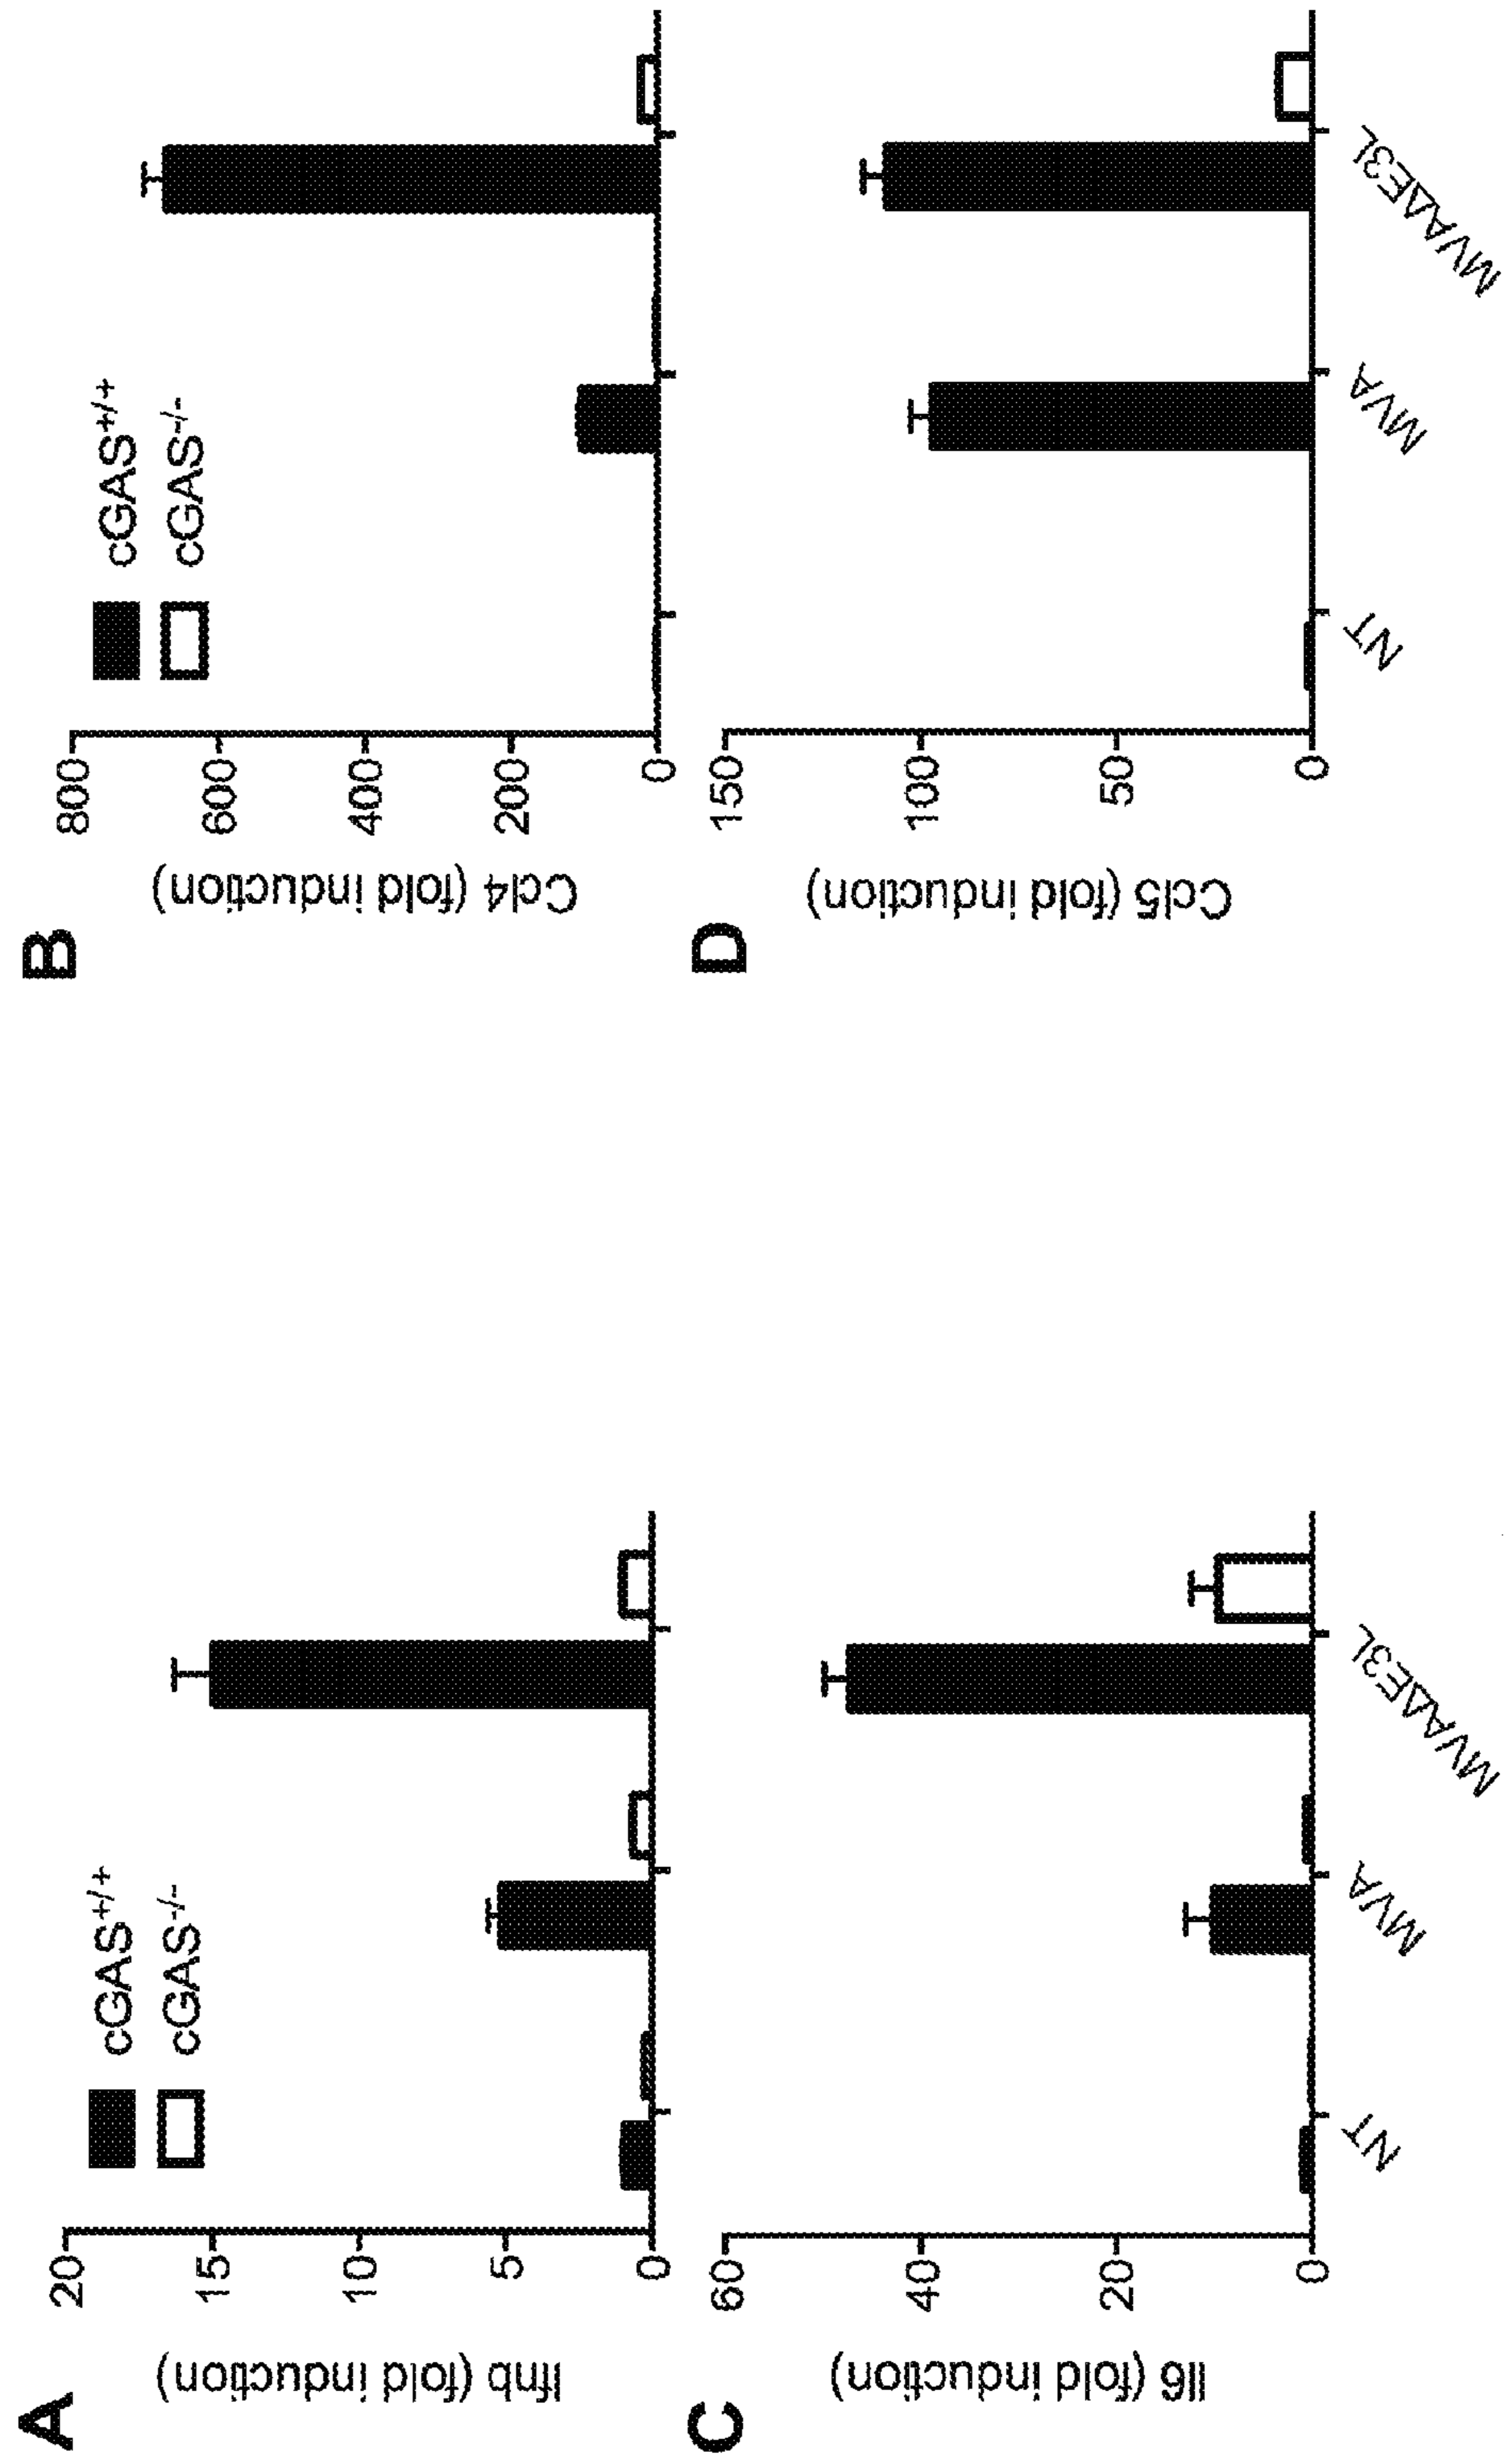 A
Ifnb (fold induction)
20
15
10
5
0
cGAS+/+
cGAS-/-
B
Ccl4 (fold induction)
800
600
400
200
0
cGAS+/+
cGAS-/-
C
Il6 (fold induction)
60
40
20
0
NT
MVA
MVAΔE3L
D
Ccl5 (fold induction)
150
100
50
0
NT
MVA
MVAΔE3L